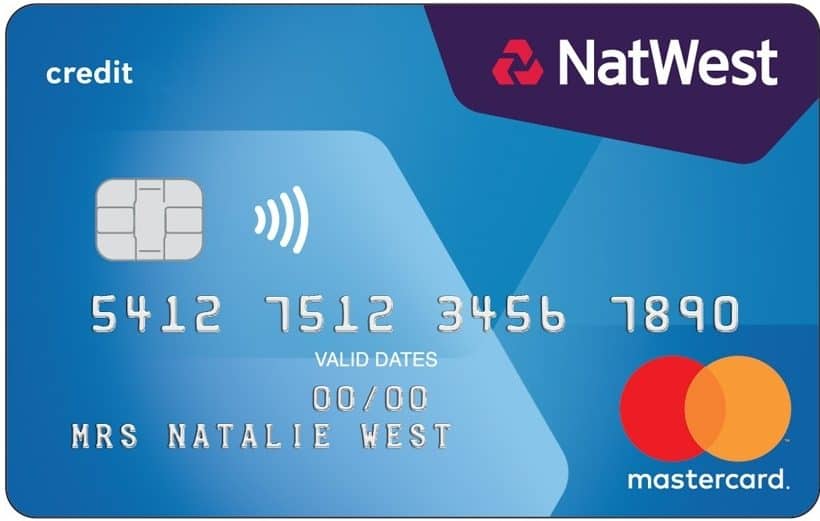 credit
NatWest
5412 7512 3456 7890
VALID DATES
00/00
MRS NATALIE WEST
mastercard.